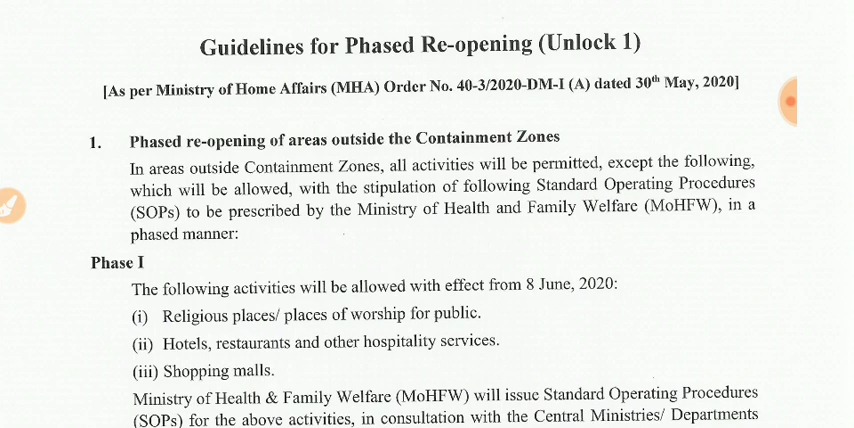 Guidelines for Phased Re-opening (Unlock 1)
[As per Ministry of Home Affairs (MHA) Order No. 40-3/2020-DM-I (A) dated 30th May, 2020]
1. Phased re-opening of areas outside the Containment Zones
In areas outside Containment Zones, all activities will be permitted, except the following,
which will be allowed, with the stipulation of following Standard Operating Procedures
(SOPs) to be prescribed by the Ministry of Health and Family Welfare (MoHFW), in a
phased manner:
Phase I
The following activities will be allowed with effect from 8 June, 2020:
(i) Religious places/ places of worship for public.
(ii) Hotels, restaurants and other hospitality services.
(iii) Shopping malls.
Ministry of Health & Family Welfare (MoHFW) will issue Standard Operating Procedures
(SOPs) for the above activities, in consultation with the Central Ministries/ Departments